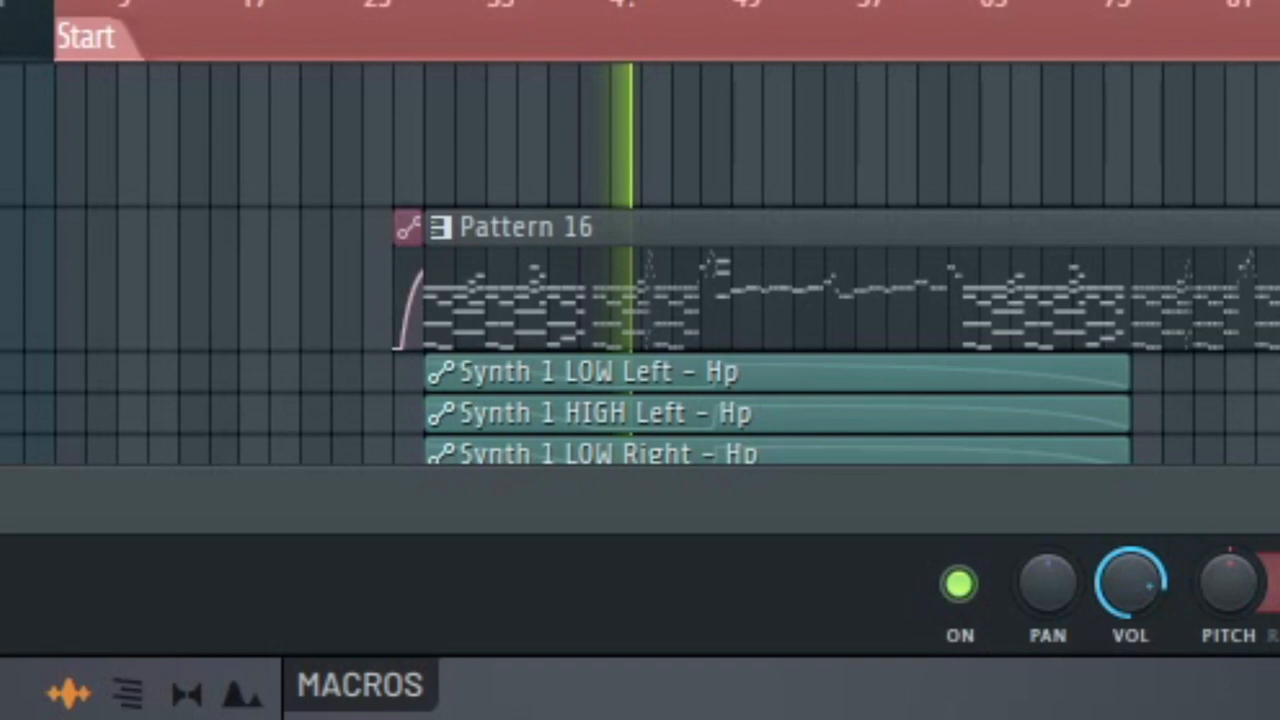 Start
Pattern 16
Synth 1 LOW Left - Hp
Synth 1 HIGH Left - Hp
Synth 1 LOW Right - Hp
ON PAN VOL PITCH
MACROS